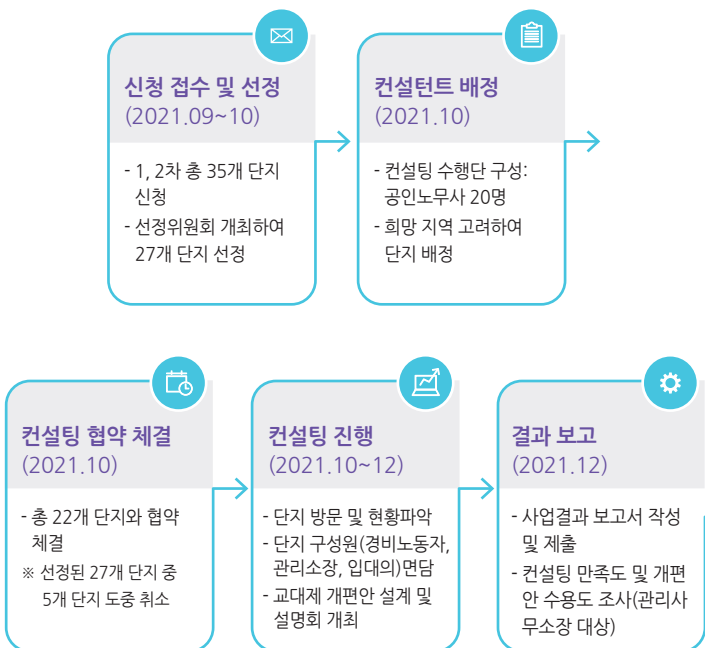 신청 접수 및 선정
(2021.09~10)
- 1, 2차 총 35개 단지
신청
- 선정위원회 개최하여
27개 단지 선정
컨설턴트 배정
(2021.10)
- 컨설팅 수행단 구성:
공인노무사 20명
- 희망 지역 고려하여
단지 배정
컨설팅 협약 체결
(2021.10)
- 총 22개 단지와 협약
체결
※ 선정된 27개 단지 중
5개 단지 도중 취소
컨설팅 진행
(2021.10~12)
- 단지 방문 및 현황파악
- 단지 구성원(경비노동자,
관리소장, 입대의)면담
- 교대제 개편안 설계 및
설명회 개최
결과 보고
(2021.12)
- 사업결과 보고서 작성
및 제출
- 컨설팅 만족도 및 개편
안 수용도 조사(관리사
무소장 대상)